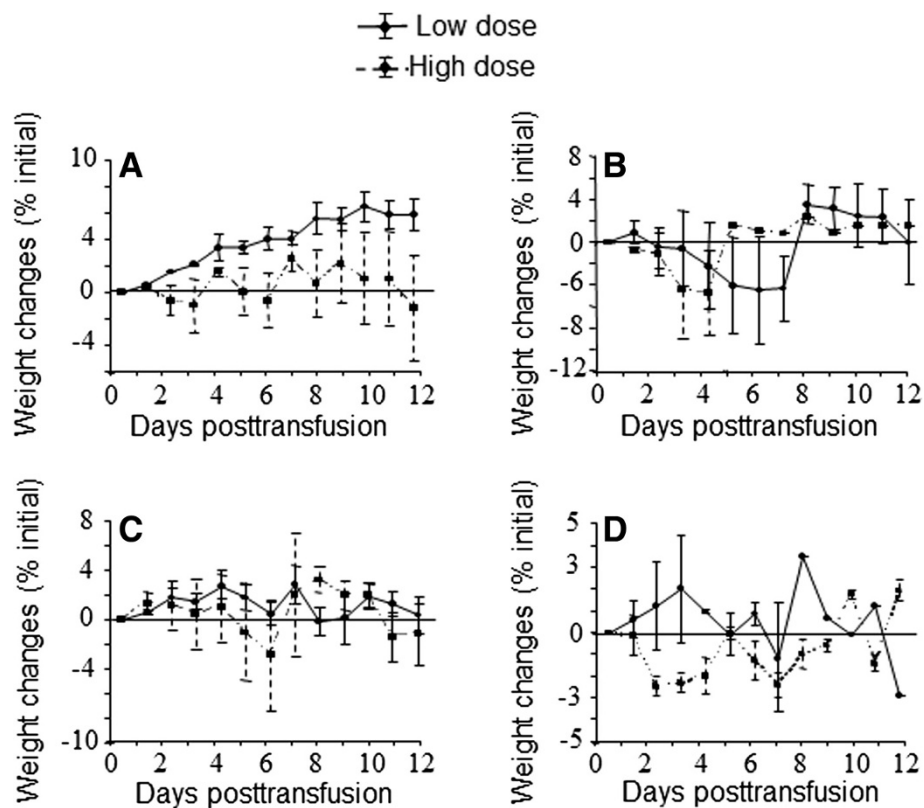 Low dose
High dose
A
Weight changes (% initial)
10
4
0
-4
0 2 4 6 8 10 12
Days posttransfusion
B
Weight changes (% initial)
8
4
0
-6
-8
-12
0 2 4 6 8 10 12
Days posttransfusion
C
Weight changes (% initial)
8
4
0
-4
-10
0 2 4 6 8 10 12
Days posttransfusion
D
Weight changes (% initial)
5
3
0
-3
-5
0 2 4 6 8 10 12
Days posttransfusion